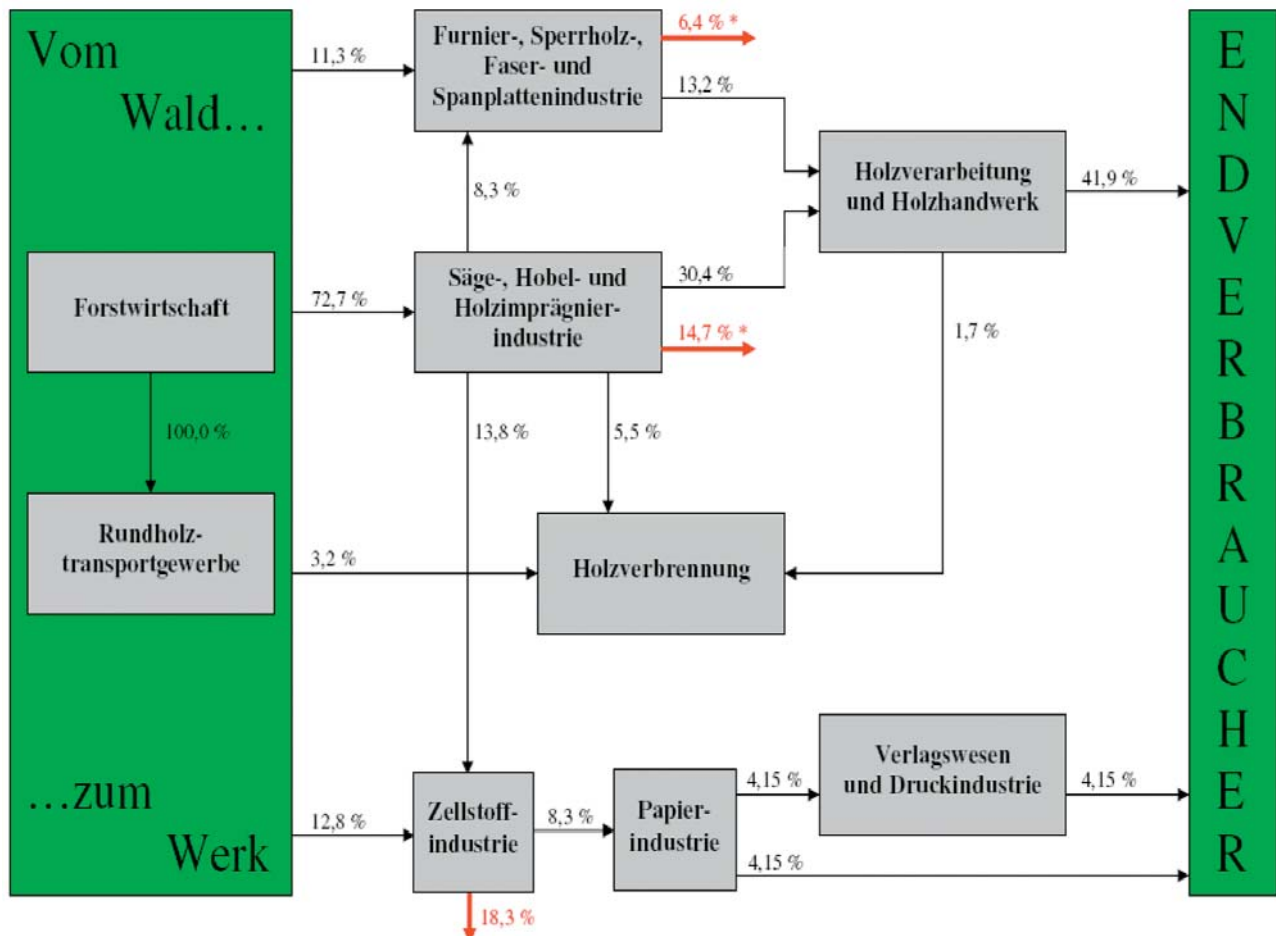 Vom
Wald…
11,3 %
Furnier-, Sperrholz-,
Faser- und
Spanplattenindustrie
6,4 % *
13,2 %
8,3 %
Holzverarbeitung
und Holzhandwerk
41,9 %
Forstwirtschaft
72,7 %
Säge-, Hobel- und
Holzimprägnier-
industrie
30,4 %
14,7 % *
1,7 %
100,0 %
13,8 %
5,5 %
Rundholz-
transportgewerbe
3,2 %
Holzverbrennung
…zum
Werk
12,8 %
Zellstoff-
industrie
8,3 %
Papier-
industrie
4,15 %
Verlagswesen
und Druckindustrie
4,15 %
4,15 %
18,3 %
E
N
D
V
E
R
B
R
A
U
C
H
E
R